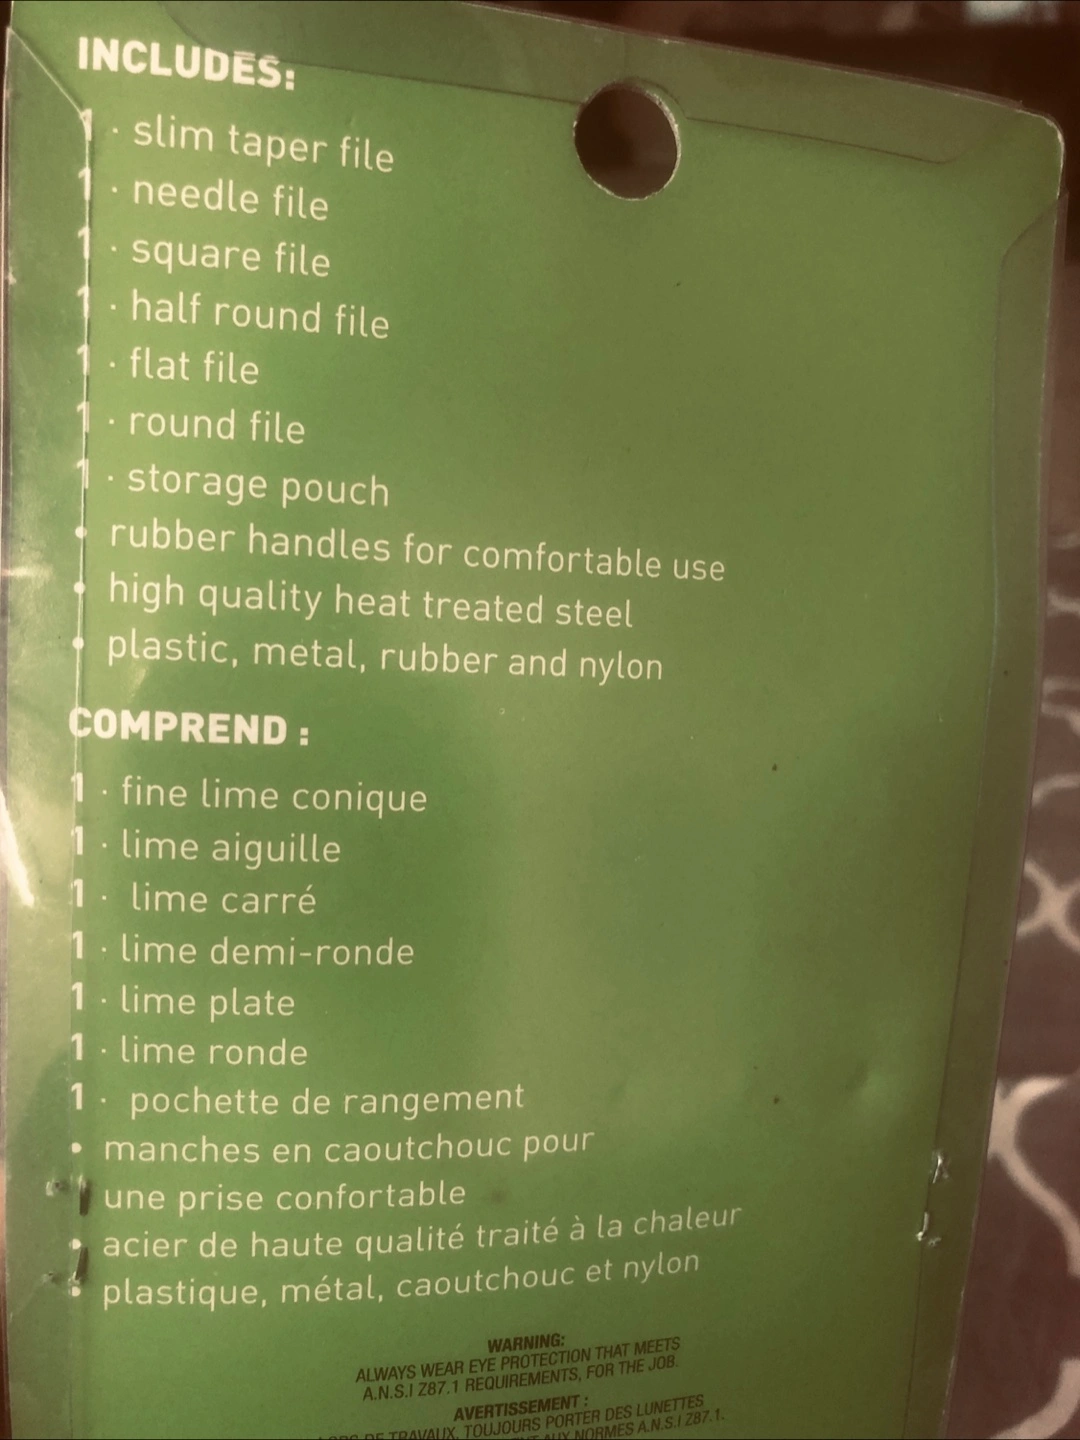 INCLUDES:
1 · slim taper file
1 · needle file
1 · square file
1 · half round file
1 · flat file
1 · round file
1 · storage pouch
• rubber handles for comfortable use
• high quality heat treated steel
• plastic, metal, rubber and nylon
COMPREND :
1 · fine lime conique
1 · lime aiguille
1 · lime carré
1 · lime demi-ronde
1 · lime plate
1 · lime ronde
1 · pochette de rangement
• manches en caoutchouc pour
une prise confortable
• acier de haute qualité traité à la chaleur
• plastique, métal, caoutchouc et nylon
WARNING:
ALWAYS WEAR EYE PROTECTION THAT MEETS
A.N.S.I Z87.1 REQUIREMENTS, FOR THE JOB.
AVERTISSEMENT :
DE TRAVAUX, TOUJOURS PORTER DES LUNETTES
AUX NORMES A.N.S.I Z87.1.